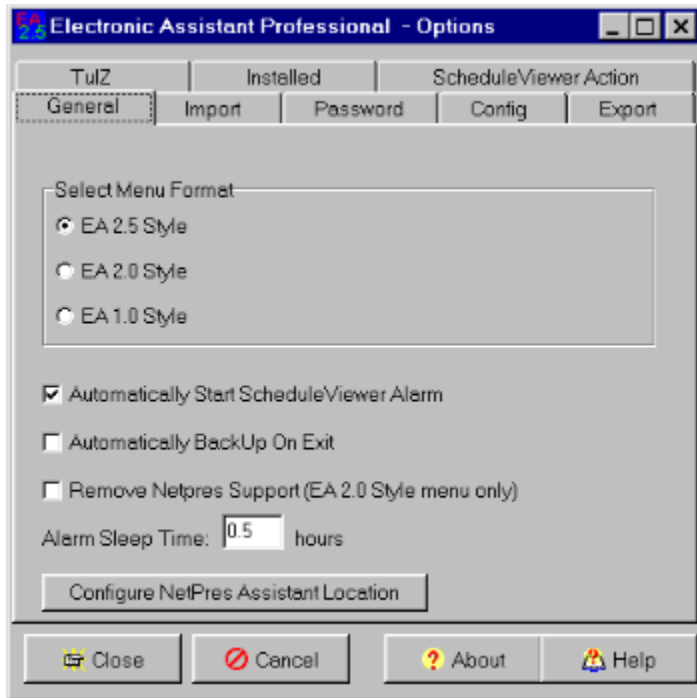 EA 2.5 Electronic Assistant Professional - Options
TulZ Installed ScheduleViewer Action
General Import Password Config Export
Select Menu Format
EA 2.5 Style
EA 2.0 Style
EA 1.0 Style
Automatically Start ScheduleViewer Alarm
Automatically BackUp On Exit
Remove Netpres Support (EA 2.0 Style menu only)
Alarm Sleep Time: 0.5 hours
Configure NetPres Assistant Location
Close Cancel ? About Help